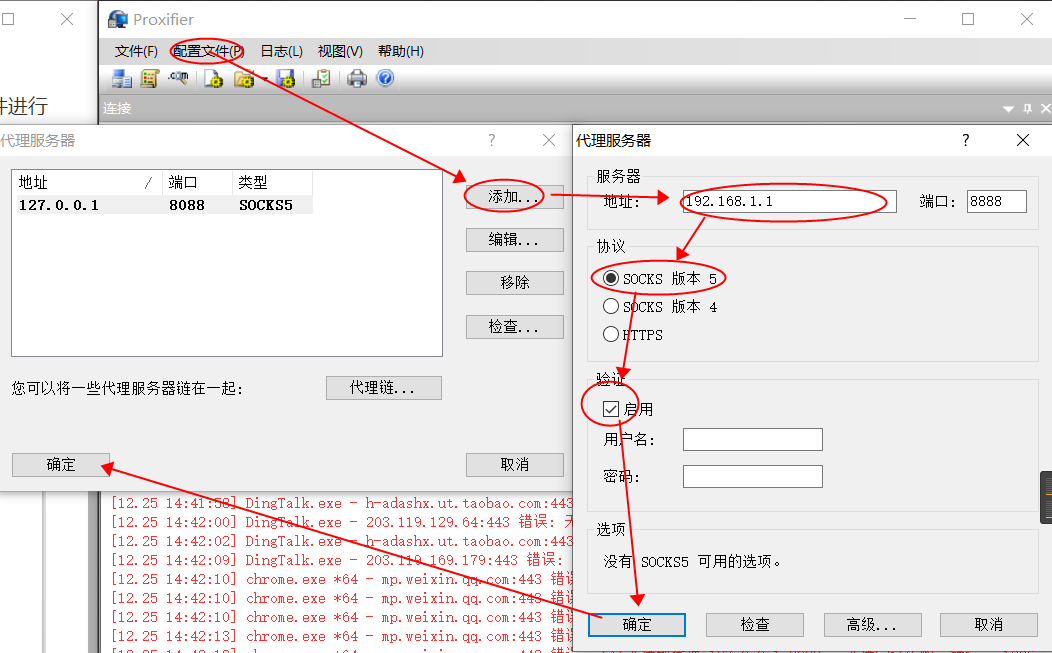 Proxifier
文件(F) 配置文件(P) 日志(L) 视图(V) 帮助(H)
件进行
连接
代理服务器 ?
地址 / 端口 类型
127.0.0.1 8088 SOCKS5
添加...
编辑...
移除
检查...
您可以将一些代理服务器链在一起:
代理链...
确定
取消
代理服务器 ?
服务器
地址: 192.168.1.1 端口: 8888
协议
SOCKS 版本 5
SOCKS 版本 4
HTTPS
验证
启用
用户名:
密码:
选项
没有 SOCKS5 可用的选项。
确定 检查 高级... 取消
[12.25 14:41:58] DingTalk.exe - h-adashx.ut.taobao.com:443
[12.25 14:42:00] DingTalk.exe - 203.119.129.64:443 错误:
[12.25 14:42:02] DingTalk.exe - h-adashx.ut.taobao.com:443
[12.25 14:42:09] DingTalk.exe - 203.119.169.179:443 错误:
[12.25 14:42:10] chrome.exe *64 - mp.weixin.qq.com:443 错误
[12.25 14:42:10] chrome.exe *64 - mp.weixin.qq.com:443 错误
[12.25 14:42:10] chrome.exe *64 - mp.weixin.qq.com:443 错误
[12.25 14:42:13] chrome.exe *64 - mp.weixin.qq.com:443 错误